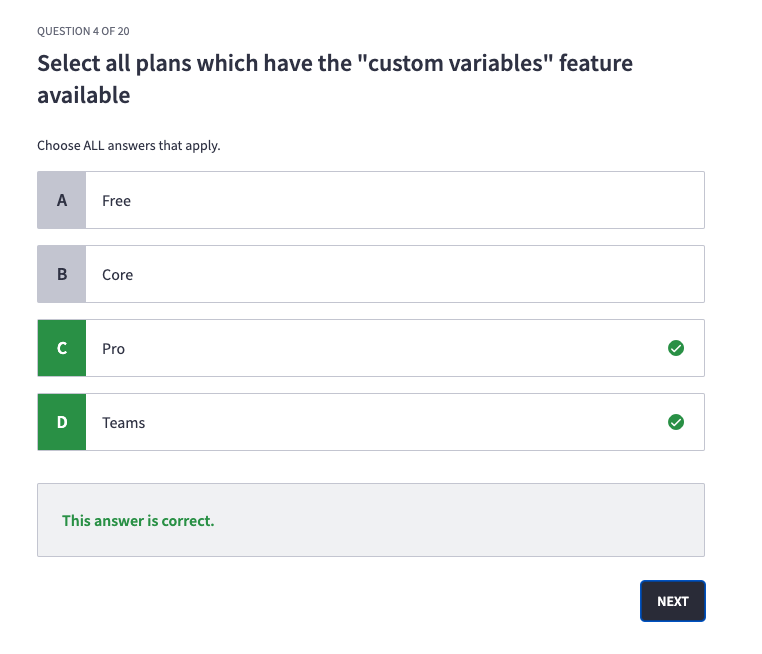 QUESTION 4 OF 20
Select all plans which have the "custom variables" feature
available
Choose ALL answers that apply.
A Free
B Core
C Pro
D Teams
This answer is correct.
NEXT